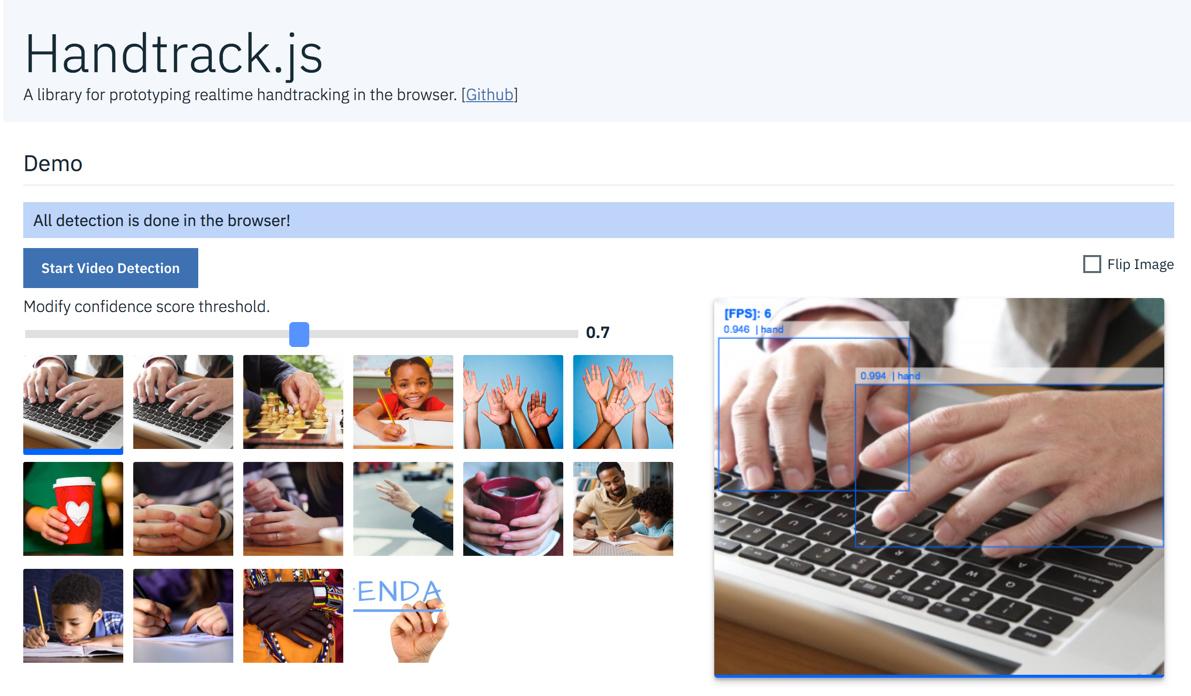 Handtrack.js
A library for prototyping realtime handtracking in the browser. [Github]
Demo
All detection is done in the browser!
Start Video Detection
Flip Image
Modify confidence score threshold.
0.7
[FPS]: 6
0.946 | hand
0.994 | hand
ENDA